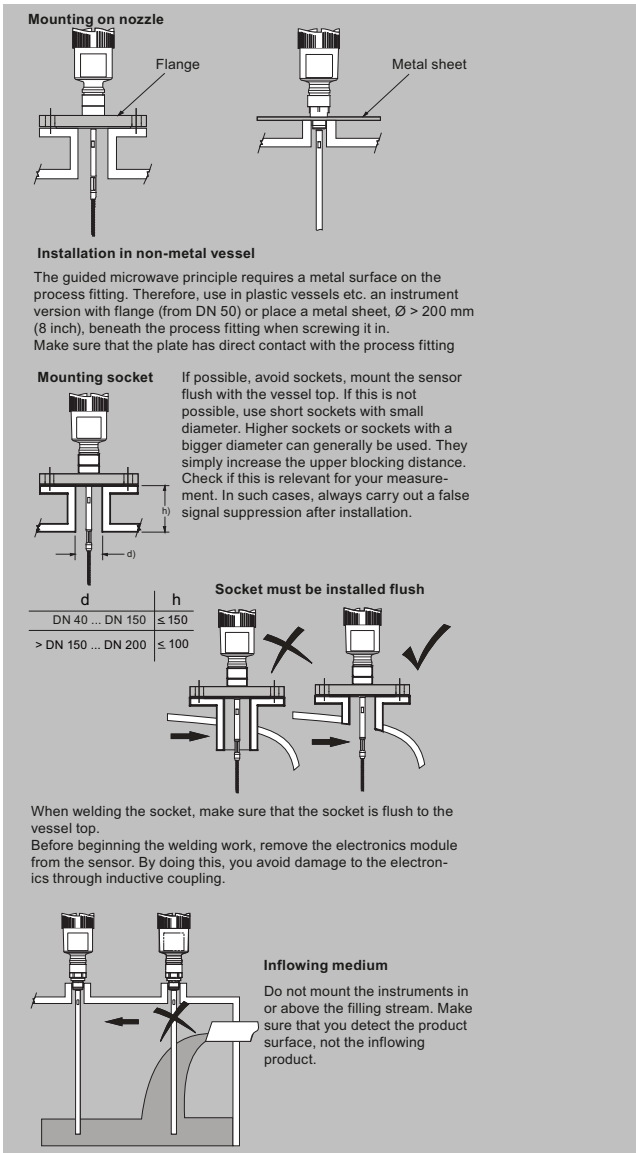 Mounting on nozzle
Flange
Metal sheet
Installation in non-metal vessel
The guided microwave principle requires a metal surface on the
process fitting. Therefore, use in plastic vessels etc. an instrument
version with flange (from DN 50) or place a metal sheet, Ø > 200 mm
(8 inch), beneath the process fitting when screwing it in.
Make sure that the plate has direct contact with the process fitting
Mounting socket
If possible, avoid sockets, mount the sensor
flush with the vessel top. If this is not
possible, use short sockets with small
diameter. Higher sockets or sockets with a
bigger diameter can generally be used. They
simply increase the upper blocking distance.
Check if this is relevant for your measure-
ment. In such cases, always carry out a false
signal suppression after installation.
h)
d)
d h
DN 40 ... DN 150 ≤ 150
> DN 150 ... DN 200 ≤ 100
Socket must be installed flush
When welding the socket, make sure that the socket is flush to the
vessel top.
Before beginning the welding work, remove the electronics module
from the sensor. By doing this, you avoid damage to the electron-
ics through inductive coupling.
Inflowing medium
Do not mount the instruments in
or above the filling stream. Make
sure that you detect the product
surface, not the inflowing
product.